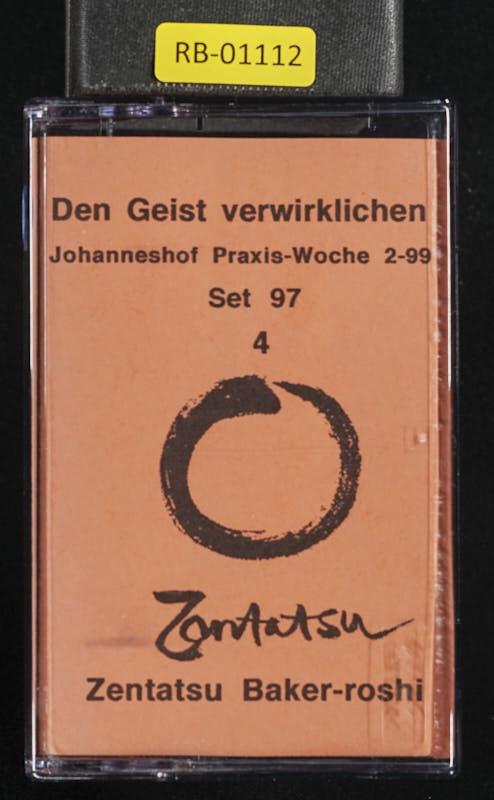 RB-01112
Den Geist verwirklichen
Johanneshof Praxis-Woche 2-99
Set 97
4
Zentatsu
Zentatsu Baker-roshi